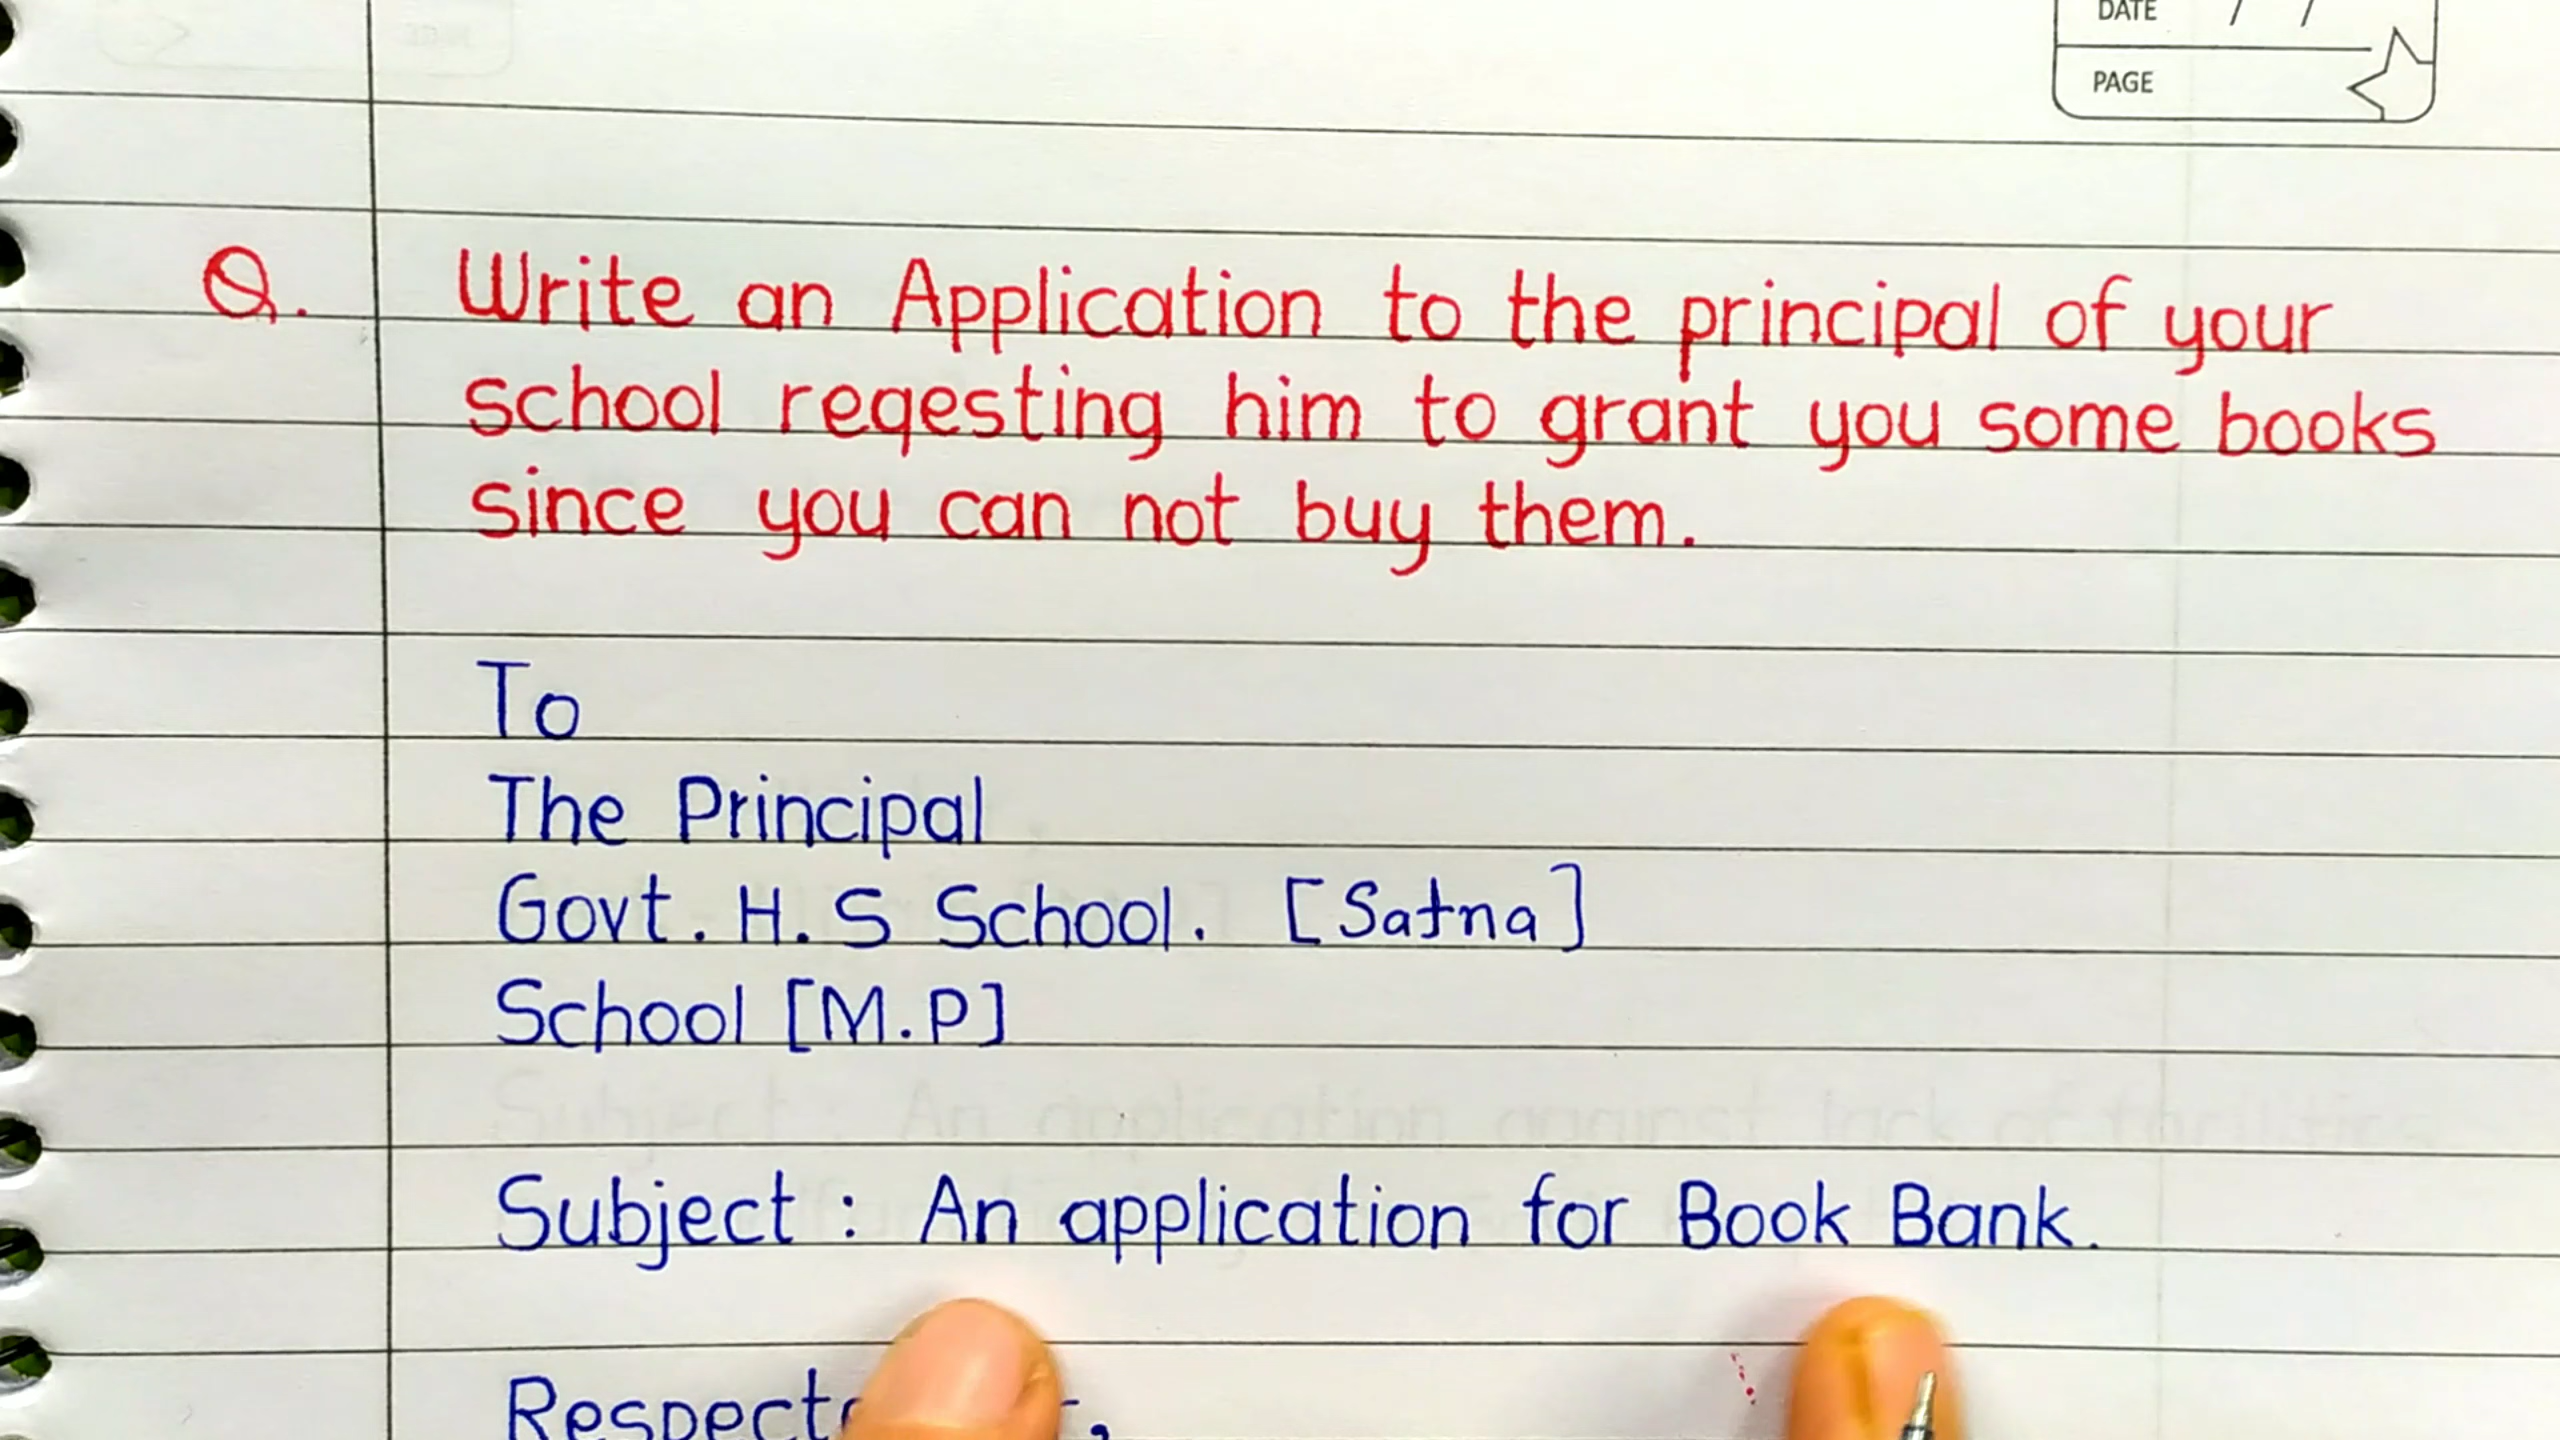 DATE / /
PAGE
Q. Write an Application to the principal of your
school reqesting him to grant you some books
since you can not buy them.
To
The Principal
Govt. H. S School. [Satna]
School [M.P]
Subject : An application for Book Bank.